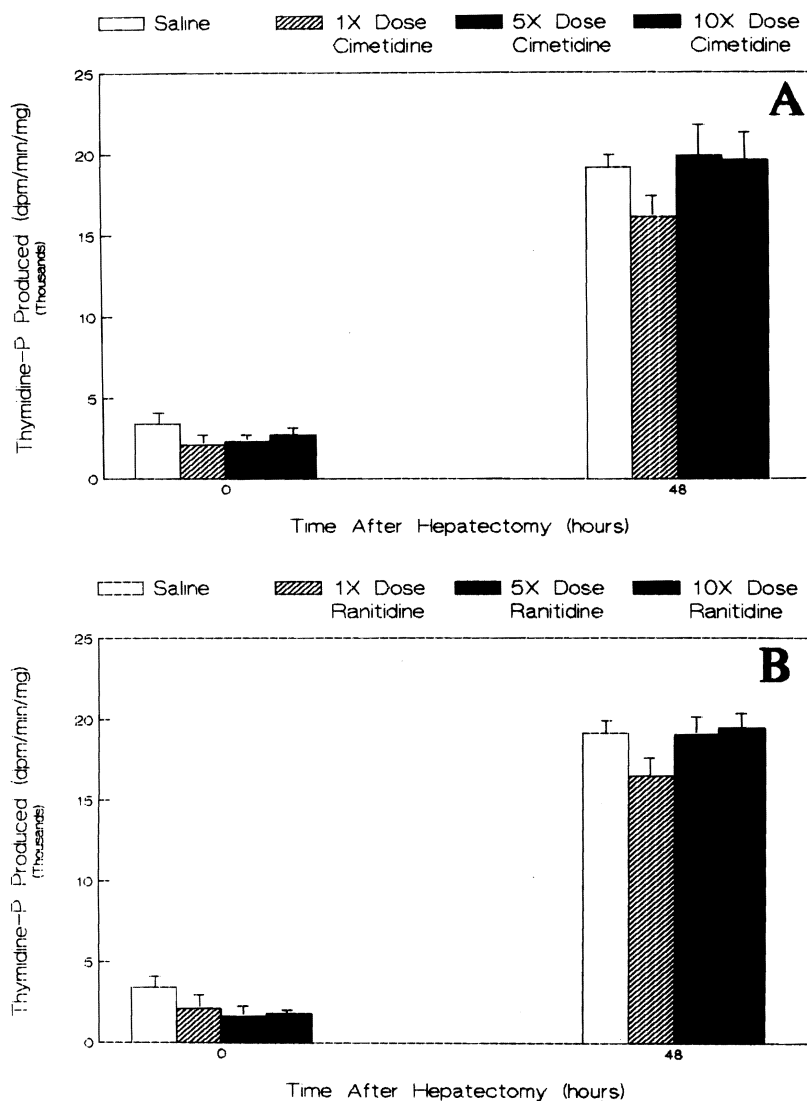 Saline 1X Dose 5X Dose 10X Dose
Cimetidine Cimetidine Cimetidine
A
25
20
15
10
5
0
Thymidine-P Produced (dpm/min/mg)
(Thousands)
0 48
Time After Hepatectomy (hours)
Saline 1X Dose 5X Dose 10X Dose
Ranitidine Ranitidine Ranitidine
B
25
20
15
10
5
0
Thymidine-P Produced (dpm/min/mg)
(Thousands)
0 48
Time After Hepatectomy (hours)